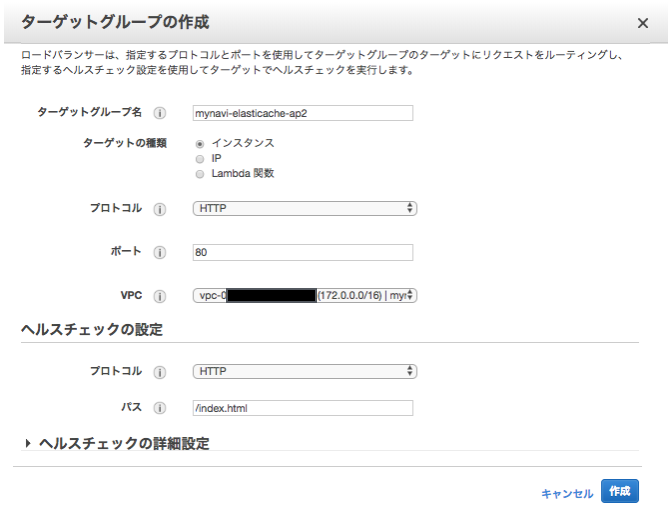 ターゲットグループの作成
ロードバランサーは、指定するプロトコルとポートを使用してターゲットグループのターゲットにリクエストをルーティングし、
指定するヘルスチェック設定を使用してターゲットでヘルスチェックを実行します。
ターゲットグループ名 mynavi-elasticache-ap2
ターゲットの種類 インスタンス
IP
Lambda 関数
プロトコル HTTP
ポート 80
VPC vpc-0 (172.0.0.0/16) | myn
ヘルスチェックの設定
プロトコル HTTP
パス /index.html
ヘルスチェックの詳細設定
キャンセル 作成